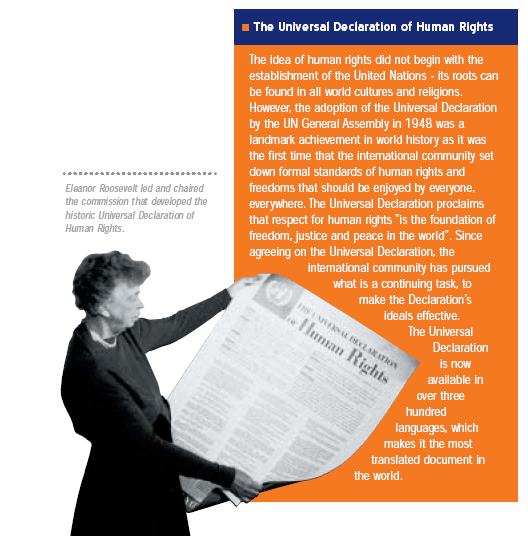 The Universal Declaration of Human Rights
The idea of human rights did not begin with the
establishment of the United Nations - its roots can
be found in all world cultures and religions.
However, the adoption of the Universal Declaration
by the UN General Assembly in 1948 was a
landmark achievement in world history as it was
the first time that the international community set
down formal standards of human rights and
freedoms that should be enjoyed by everyone,
everywhere. The Universal Declaration proclaims
that respect for human rights "is the foundation of
freedom, justice and peace in the world". Since
agreeing on the Universal Declaration, the
international community has pursued
what is a continuing task, to
make the Declaration's
ideals effective.
The Universal
Declaration
is now
available in
over three
hundred
languages, which
makes it the most
translated document in
the world.
Eleanor Roosevelt led and chaired
the commission that developed the
historic Universal Declaration of
Human Rights.
THE UNIVERSAL DECLARATION
Human Rights